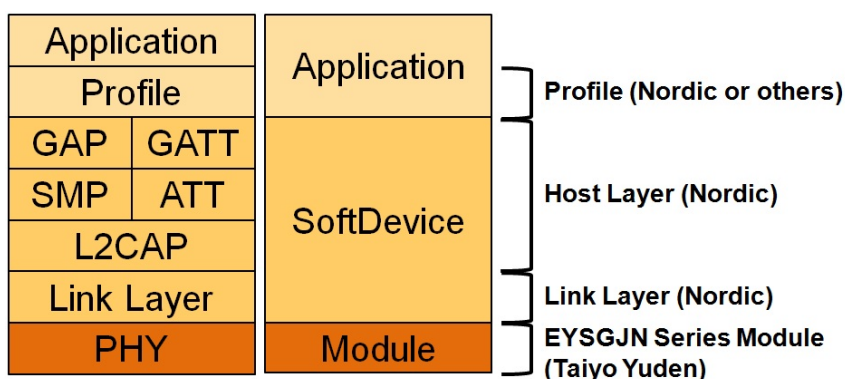 Application
Profile
GAP GATT
SMP ATT
L2CAP
Link Layer
PHY
Application
SoftDevice
Module
Profile (Nordic or others)
Host Layer (Nordic)
Link Layer (Nordic)
EYSGJN Series Module
(Taiyo Yuden)